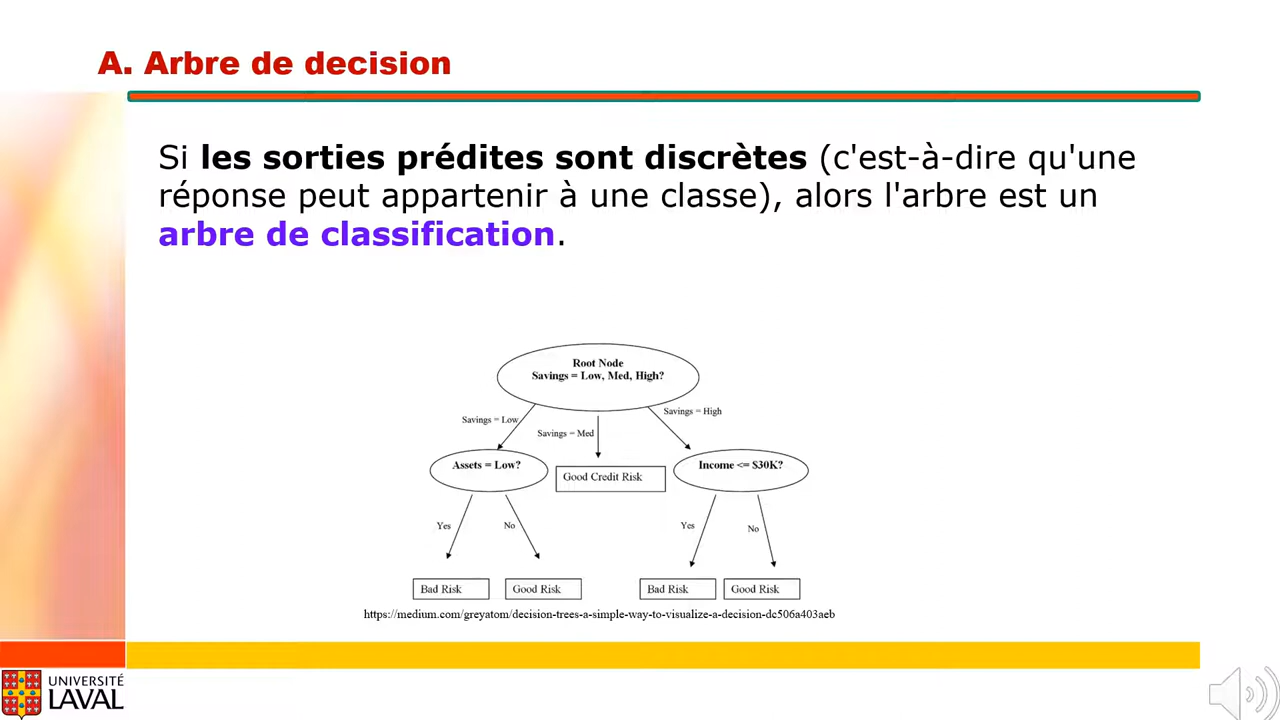 A. Arbre de decision
Si les sorties prédites sont discrètes (c'est-à-dire qu'une
réponse peut appartenir à une classe), alors l'arbre est un
arbre de classification.
Root Node
Savings = Low, Med, High?
Savings = Low
Savings = Med
Savings = High
Assets = Low?
Good Credit Risk
Income <= $30K?
Yes
No
Yes
No
Bad Risk
Good Risk
Bad Risk
Good Risk
https://medium.com/greyatom/decision-trees-a-simple-way-to-visualize-a-decision-dc506a403aeb
UNIVERSITÉ
LAVAL